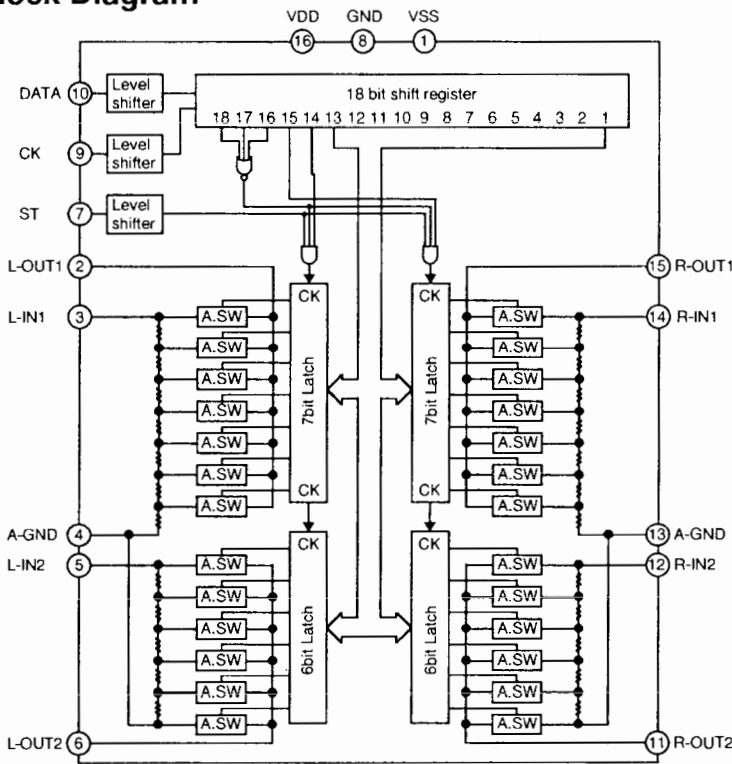 VDD GND VSS
16 8 1
DATA 10 Level shifter 18 bit shift register
18 17 16 15 14 13 12 11 10 9 8 7 6 5 4 3 2 1
CK 9 Level shifter
ST 7 Level shifter
L-OUT1 2 15 R-OUT1
CK CK
L-IN1 3 A.SW A.SW 14 R-IN1
A.SW A.SW
A.SW A.SW
7bit Latch 7bit Latch
A.SW A.SW
A.SW A.SW
A.SW A.SW
CK CK
A.SW A.SW
A-GND 4 13 A-GND
CK CK
L-IN2 5 A.SW A.SW 12 R-IN2
A.SW A.SW
A.SW A.SW
6bit Latch 6bit Latch
A.SW A.SW
A.SW A.SW
A.SW A.SW
L-OUT2 6 11 R-OUT2